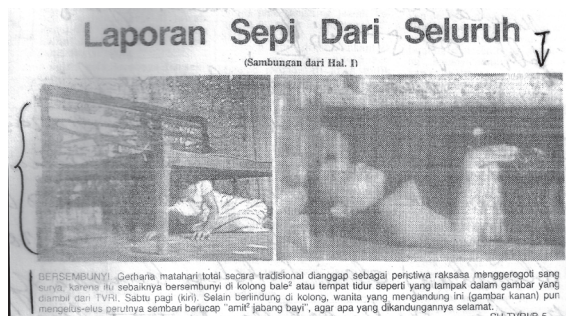 Laporan Sepi Dari Seluruh
(Sambungan dari Hal. I)
BERSEMBUNYI Gerhana matahari total secara tradisional dianggap sebagai peristiwa raksasa menggerogoti sang
surya, karena itu sebaiknya bersembunyi di kolong bale² atau tempat tidur seperti yang tampak dalam gambar yang
diambil dari TVRI, Sabtu pagi (kiri). Selain berlindung di kolong, wanita yang mengandung ini (gambar kanan) pun
mengelus-elus perutnya sembari berucap "amit² jabang bayi", agar apa yang dikandungannya selamat.